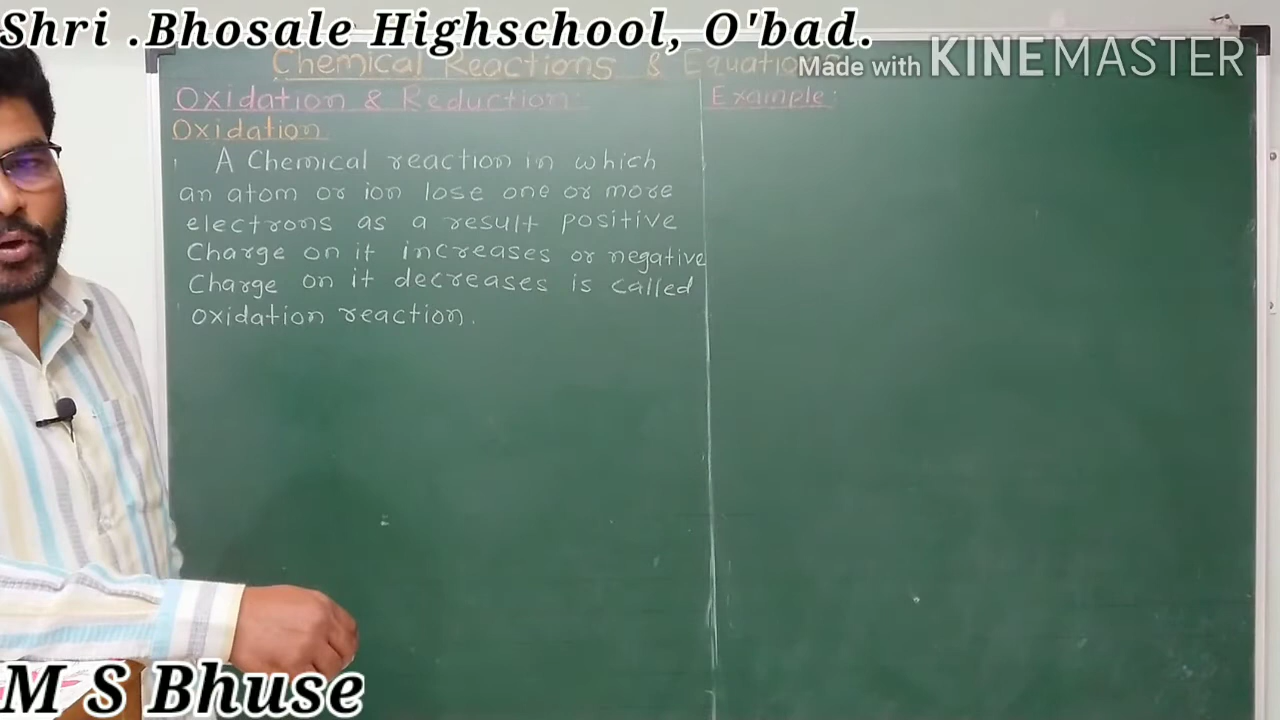 Shri .Bhosale Highschool, O'bad.
Made with KINEMASTER
Chemical Reactions & Equations
Oxidation & Reduction:
Example:
Oxidation
A Chemical reaction in which
an atom or ion lose one or more
electrons as a result positive
Charge on it increases or negative
Charge on it decreases is called
oxidation reaction.
M S Bhuse